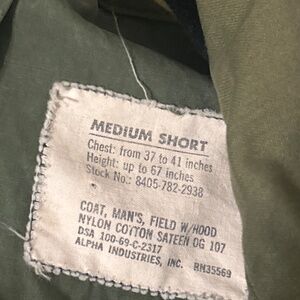 MEDIUM SHORT
Chest: from 37 to 41 inches
Height: up to 67 inches
Stock No.: 8405-782-2938
COAT, MAN'S, FIELD W/HOOD
NYLON COTTON SATEEN OG 107
DSA 100-69-C-2317
ALPHA INDUSTRIES, INC. RN35569